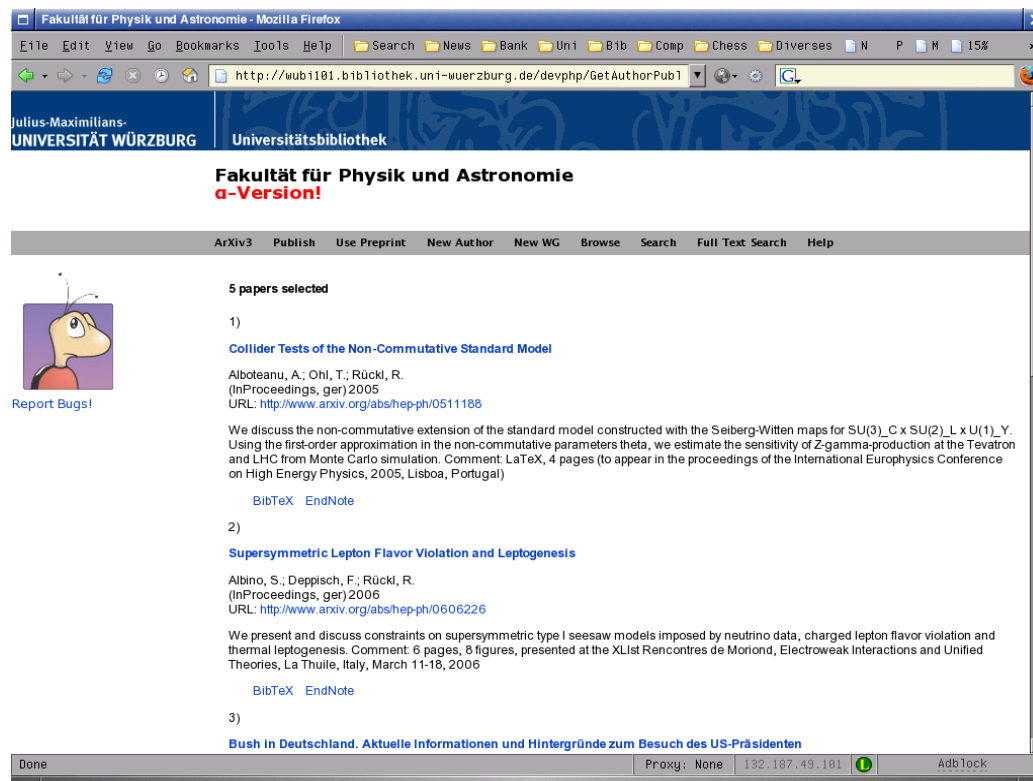 Fakultät für Physik und Astronomie - Mozilla Firefox
File Edit View Go Bookmarks Tools Help Search News Bank Uni Bib Comp Chess Diverses N P M 15% »
http://wubi101.bibliothek.uni-wuerzburg.de/devphp/GetAuthorPubl G
Julius-Maximilians-
UNIVERSITÄT WÜRZBURG Universitätsbibliothek
Fakultät für Physik und Astronomie
α-Version!
ArXiv3 Publish Use Preprint New Author New WG Browse Search Full Text Search Help
Report Bugs!
5 papers selected
1)
Collider Tests of the Non-Commutative Standard Model
Alboteanu, A.; Ohl, T.; Rückl, R.
(InProceedings, ger) 2005
URL: http://www.arxiv.org/abs/hep-ph/0511188
We discuss the non-commutative extension of the standard model constructed with the Seiberg-Witten maps for SU(3)_C x SU(2)_L x U(1)_Y.
Using the first-order approximation in the non-commutative parameters theta, we estimate the sensitivity of Z-gamma-production at the Tevatron
and LHC from Monte Carlo simulation. Comment: LaTeX, 4 pages (to appear in the proceedings of the International Europhysics Conference
on High Energy Physics, 2005, Lisboa, Portugal)
BibTeX EndNote
2)
Supersymmetric Lepton Flavor Violation and Leptogenesis
Albino, S.; Deppisch, F.; Rückl, R.
(InProceedings, ger) 2006
URL: http://www.arxiv.org/abs/hep-ph/0606226
We present and discuss constraints on supersymmetric type I seesaw models imposed by neutrino data, charged lepton flavor violation and
thermal leptogenesis. Comment: 6 pages, 8 figures, presented at the XLIst Rencontres de Moriond, Electroweak Interactions and Unified
Theories, La Thuile, Italy, March 11-18, 2006
BibTeX EndNote
3)
Bush in Deutschland. Aktuelle Informationen und Hintergründe zum Besuch des US-Präsidenten
Done Proxy: None 132.187.49.181 L Adblock